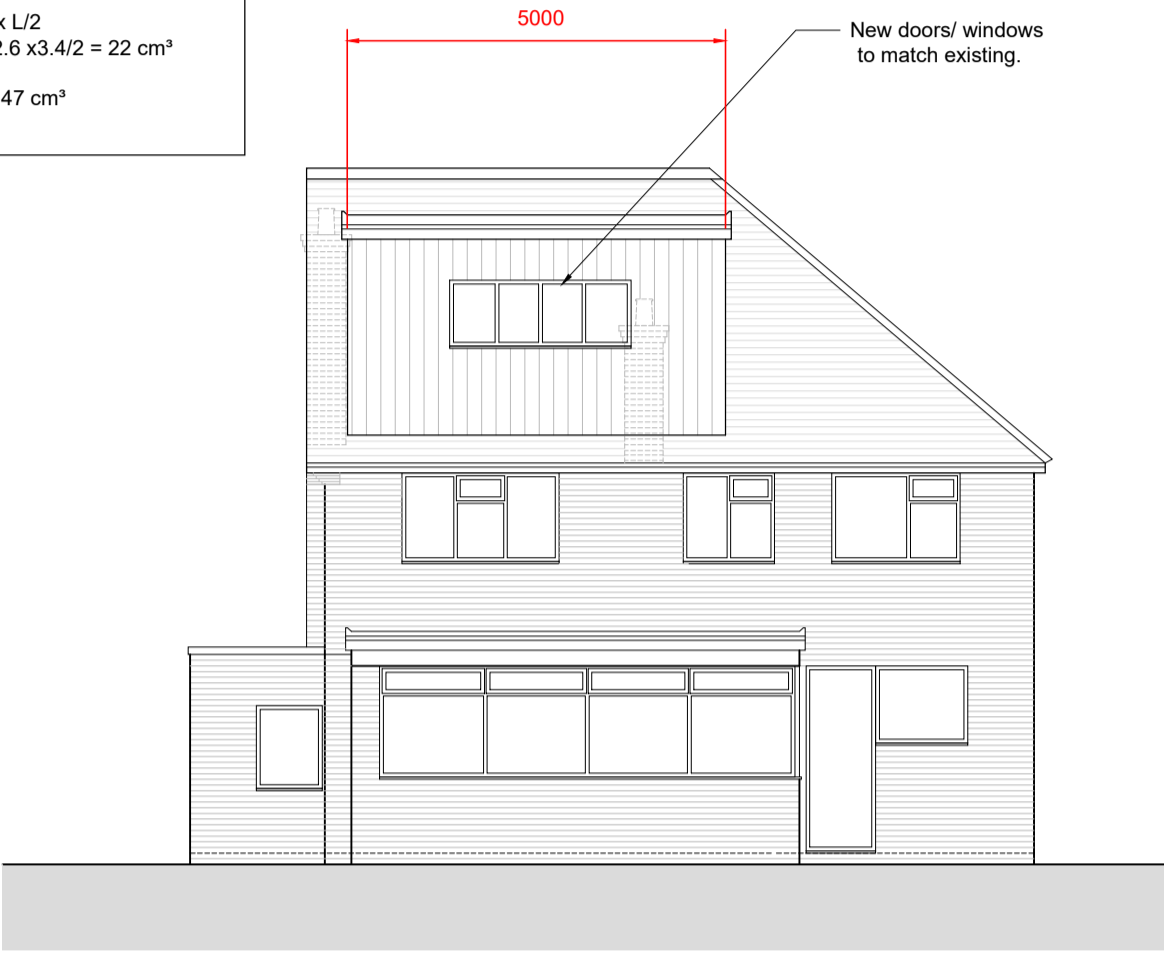 x L/2
2.6 x3.4/2 = 22 cm³
47 cm³
5000
New doors/ windows
to match existing.